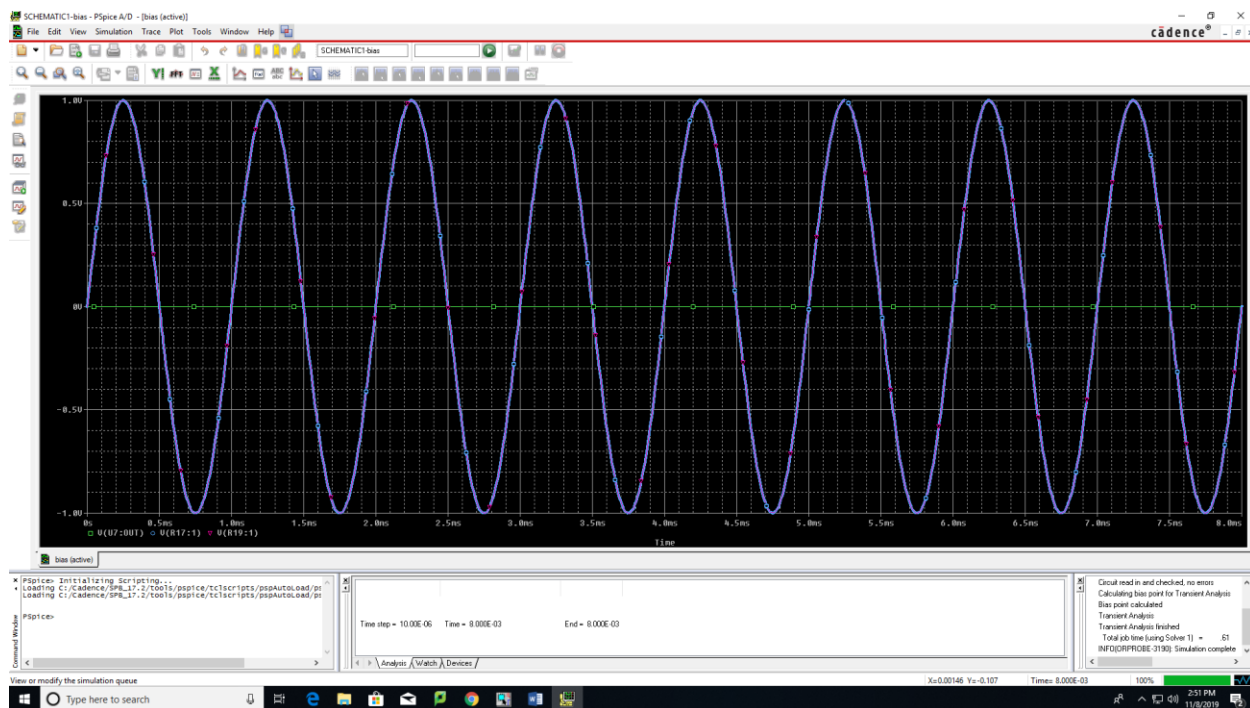 SCHEMATIC1-bias - PSpice A/D - [bias (active)]
File Edit View Simulation Trace Plot Tools Window Help
cādence®
SCHEMATIC1-bias
1.0V
0.5V
0V
-0.5V
-1.0V
0s 0.5ms 1.0ms 1.5ms 2.0ms 2.5ms 3.0ms 3.5ms 4.0ms 4.5ms 5.0ms 5.5ms 6.0ms 6.5ms 7.0ms 7.5ms 8.0ms
V(U7:OUT) V(R17:1) V(R19:1)
Time
bias (active)
Command Window
PSpice> Initializing Scripting...
Loading C:/Cadence/SPB_17.2/tools/pspice/tclscripts/pspAutoLoad/ps
Loading C:/Cadence/SPB_17.2/tools/pspice/tclscripts/pspAutoLoad/ps
PSpice>
Time step = 10.00E-06 Time = 8.000E-03 End = 8.000E-03
Analysis Watch Devices
Circuit read in and checked, no errors
Calculating bias point for Transient Analysis
Bias point calculated
Transient Analysis
Transient Analysis finished
Total job time (using Solver 1) = .61
INFO(ORPROBE-3190): Simulation complete
View or modify the simulation queue
X=0.00146 Y=-0.107 Time= 8.000E-03 100%
Type here to search
2:51 PM
11/8/2019